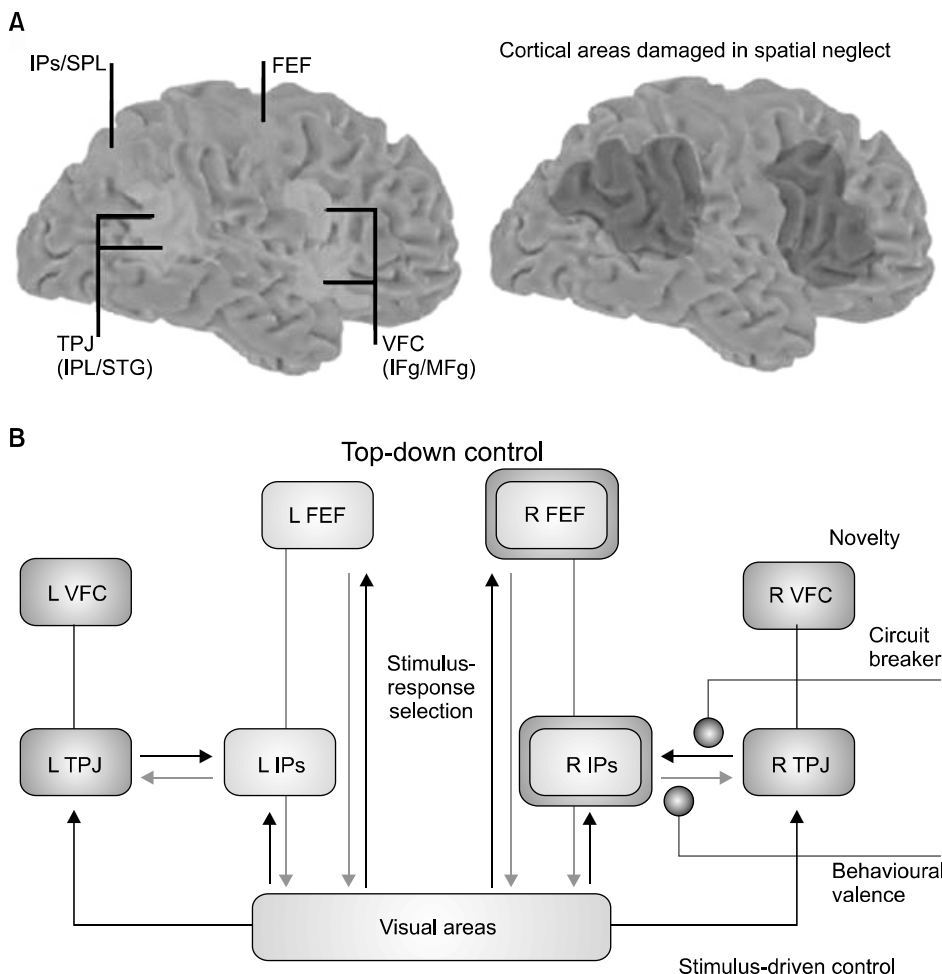 A
IPs/SPL
FEF
Cortical areas damaged in spatial neglect
TPJ
(IPL/STG)
VFC
(IFg/MFg)
B
Top-down control
L FEF
R FEF
Novelty
L VFC
R VFC
Circuit
breaker
Stimulus-
response
selection
L TPJ
L IPs
R IPs
R TPJ
Behavioural
valence
Visual areas
Stimulus-driven control